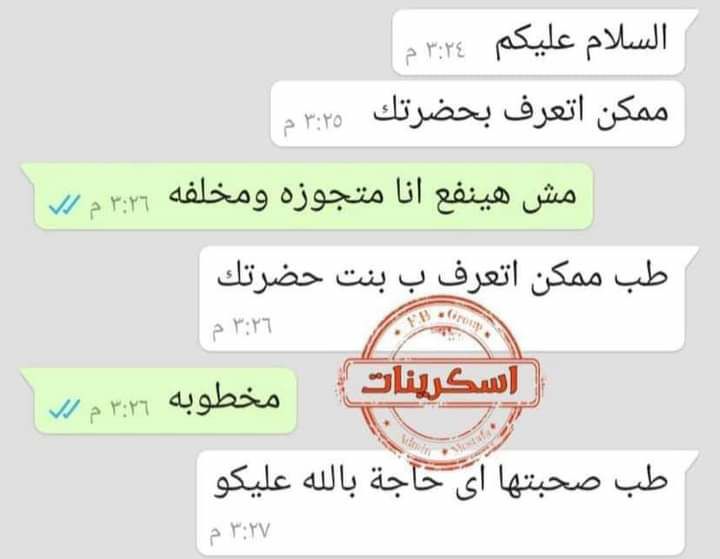 السلام عليكم ٣:٢٤ م
ممكن اتعرف بحضرتك ٣:٢٥ م
مش هينفع انا متجوزه ومخلفه ٣:٢٦ م
طب ممكن اتعرف ب بنت حضرتك
٣:٢٦ م
FB Group
اسكرينات
Admin Mostafa
مخطوبه ٣:٢٦ م
طب صحبتها اى حاجة بالله عليكو
٣:٢٧ م